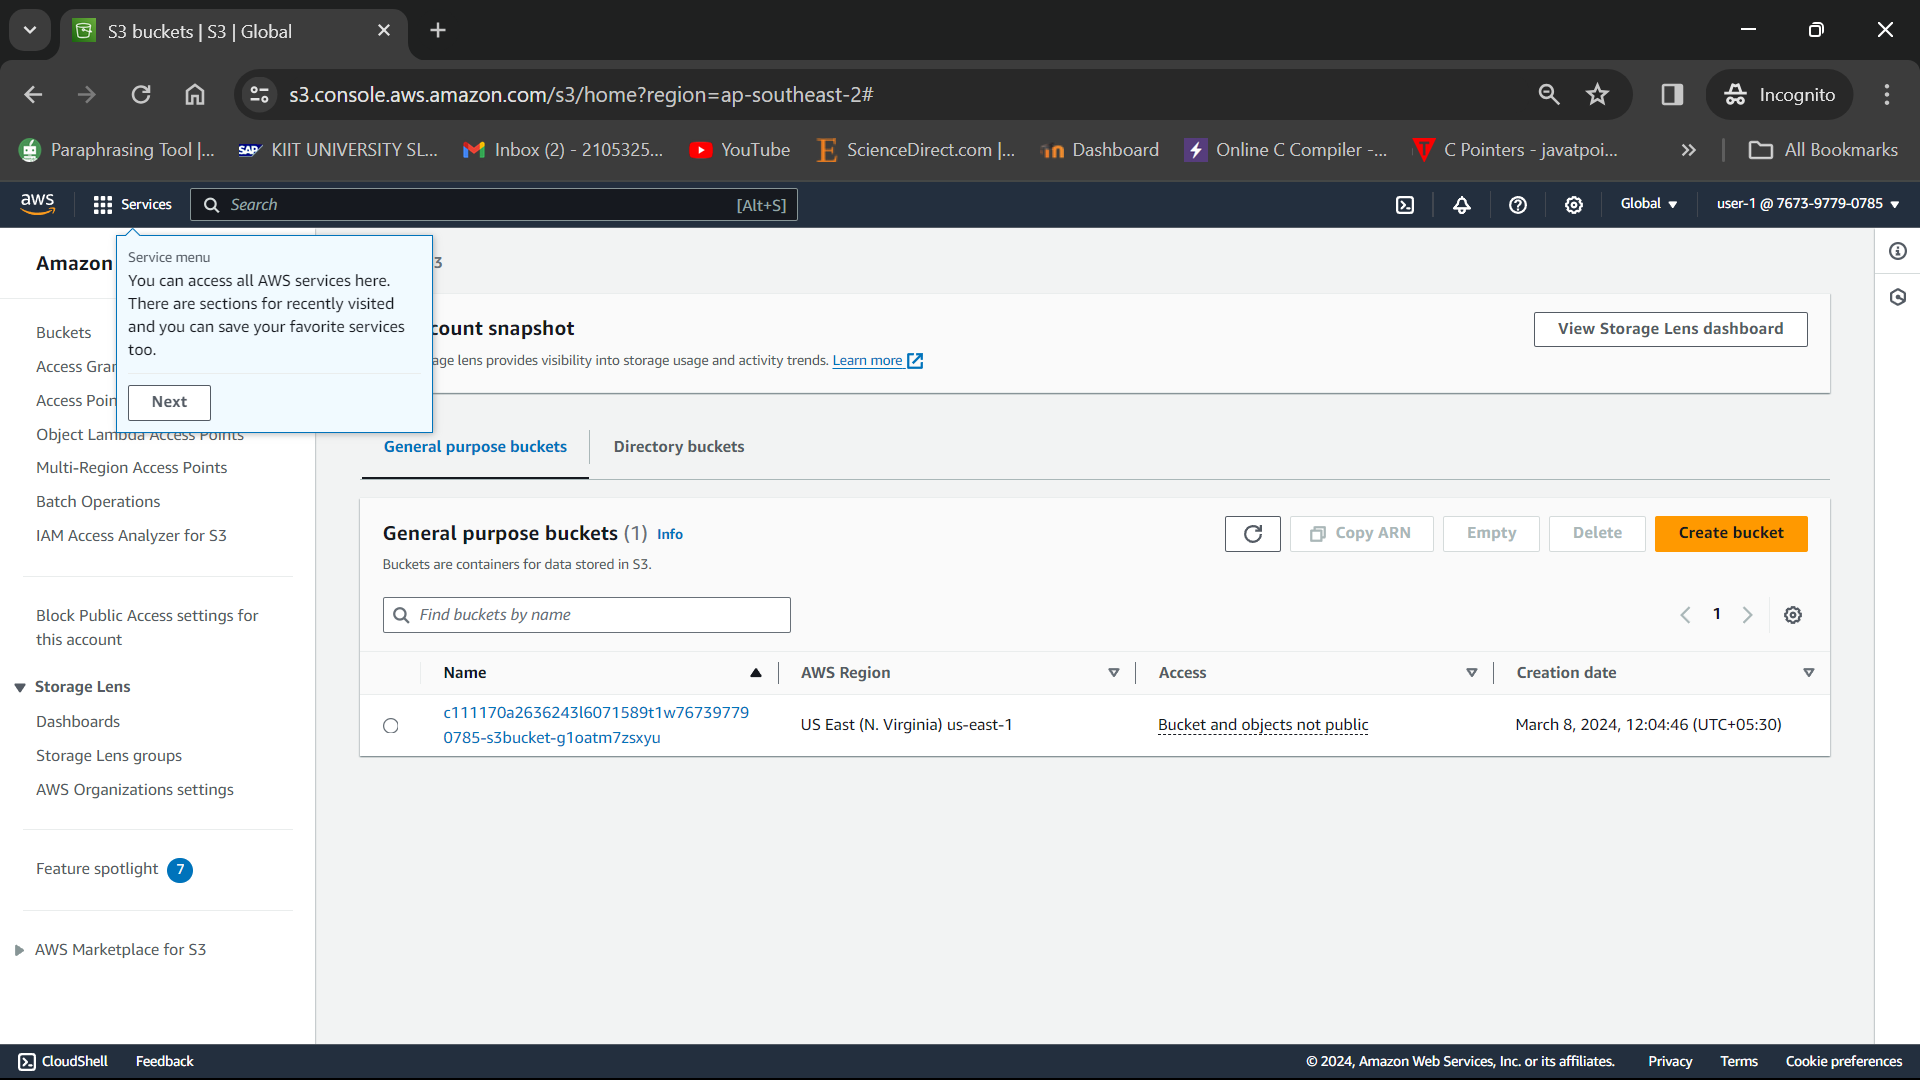 S3 buckets | S3 | Global
s3.console.aws.amazon.com/s3/home?region=ap-southeast-2#
Incognito
Paraphrasing Tool |...
SAP
KIIT UNIVERSITY SL...
Inbox (2) - 2105325...
YouTube
ScienceDirect.com |...
Dashboard
Online C Compiler -...
C Pointers - javatpoi...
All Bookmarks
aws
Services
Search
[Alt+S]
Global
user-1 @ 7673-9779-0785
Amazon
Service menu
You can access all AWS services here.
There are sections for recently visited
and you can save your favorite services
too.
Next
3
Buckets
Access Gran
Access Poin
Object Lambda Access Points
Multi-Region Access Points
Batch Operations
IAM Access Analyzer for S3
Block Public Access settings for
this account
Storage Lens
Dashboards
Storage Lens groups
AWS Organizations settings
Feature spotlight 7
AWS Marketplace for S3
count snapshot
View Storage Lens dashboard
age lens provides visibility into storage usage and activity trends. Learn more
General purpose buckets
Directory buckets
General purpose buckets (1) Info
Copy ARN
Empty
Delete
Create bucket
Buckets are containers for data stored in S3.
Find buckets by name
1
Name
AWS Region
Access
Creation date
c111170a2636243l6071589t1w76739779
0785-s3bucket-g1oatm7zsxyu
US East (N. Virginia) us-east-1
Bucket and objects not public
March 8, 2024, 12:04:46 (UTC+05:30)
CloudShell
Feedback
© 2024, Amazon Web Services, Inc. or its affiliates.
Privacy
Terms
Cookie preferences